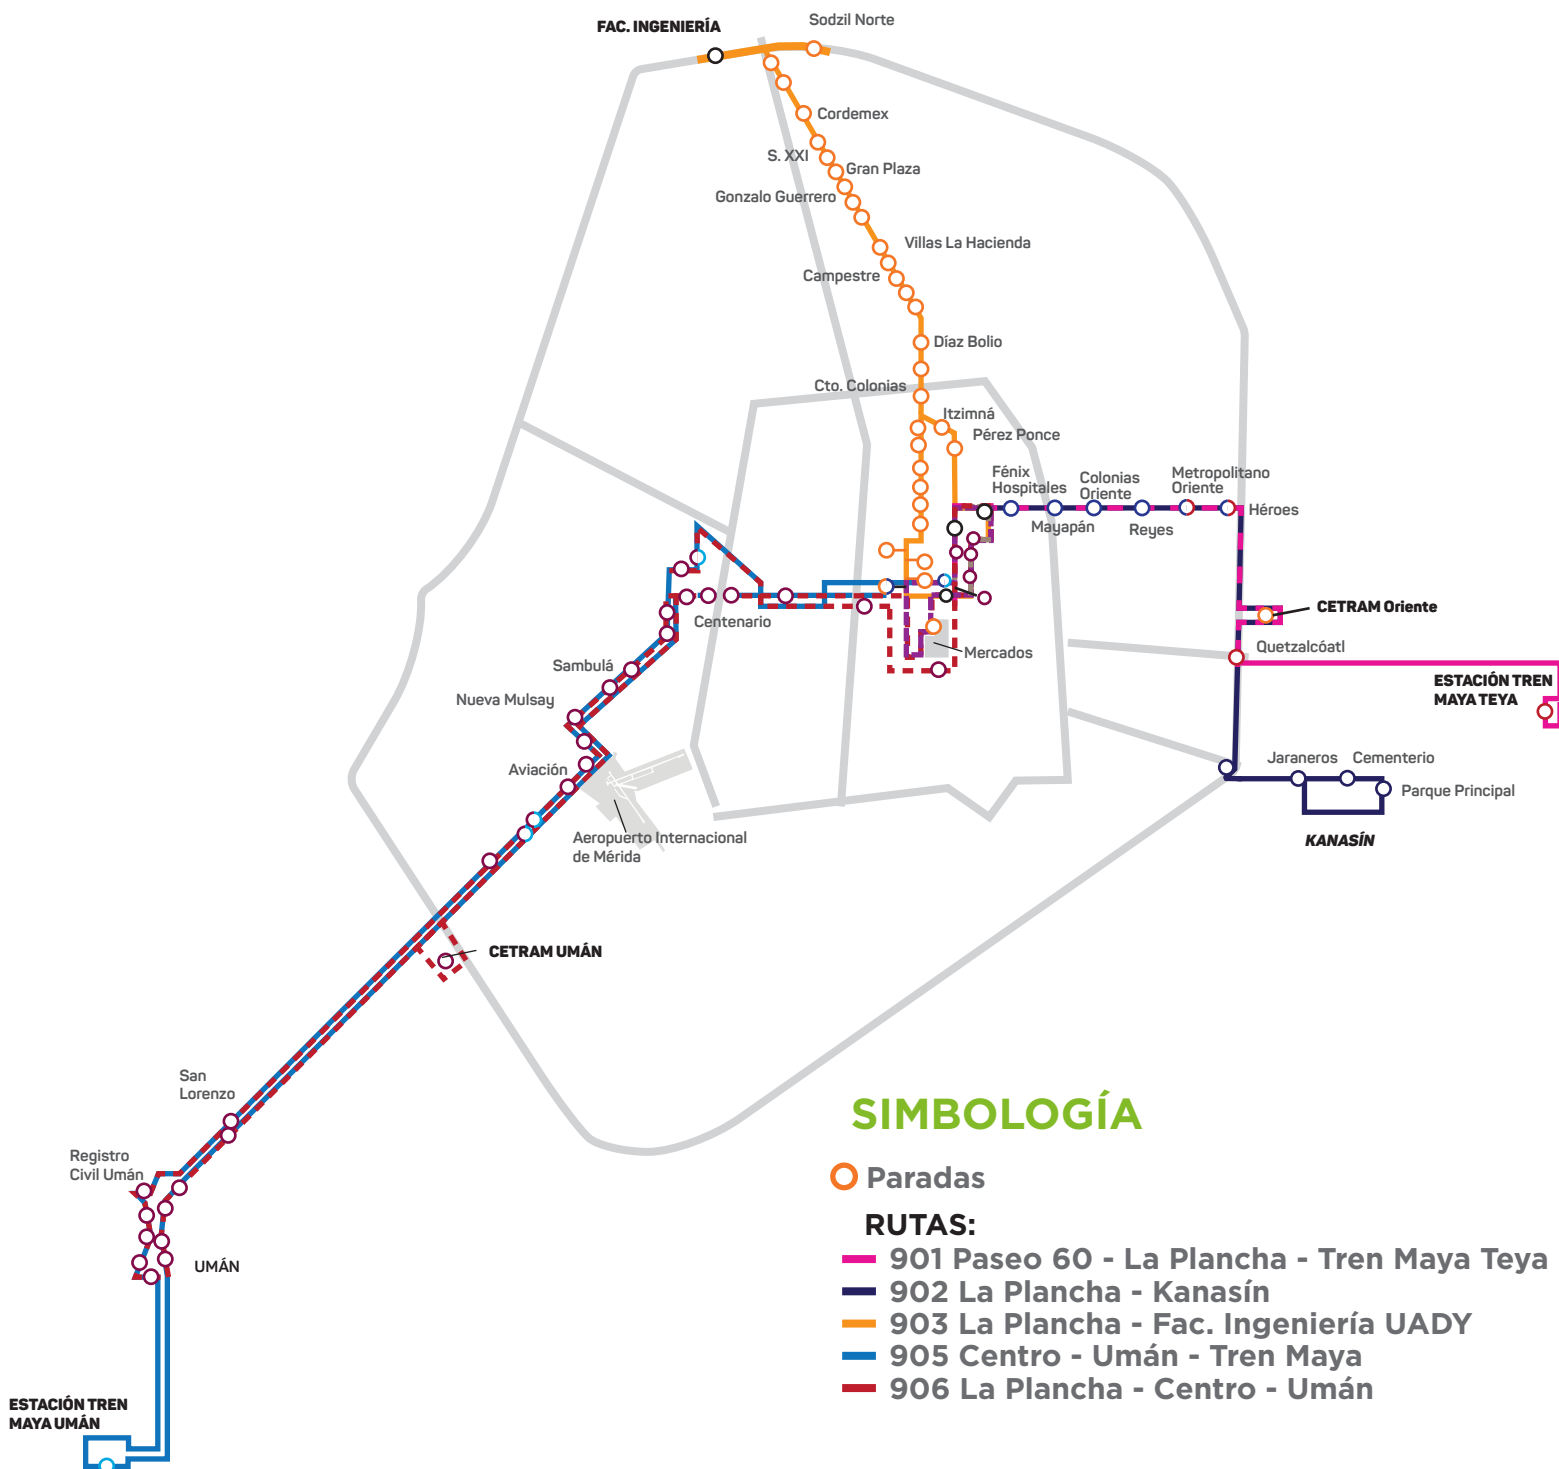 FAC. INGENIERÍA
Sodzil Norte
Cordemex
S. XXI
Gran Plaza
Gonzalo Guerrero
Villas La Hacienda
Campestre
Díaz Bolio
Cto. Colonias
Itzimná
Pérez Ponce
Fénix
Hospitales
Mayapán
Colonias
Oriente
Reyes
Metropolitano
Oriente
Héroes
CETRAM Oriente
Quetzalcóatl
ESTACIÓN TREN
MAYA TEYA
Centenario
Mercados
Sambulá
Nueva Mulsay
Aviación
Aeropuerto Internacional
de Mérida
Jaraneros
Cementerio
Parque Principal
KANASÍN
CETRAM UMÁN
San
Lorenzo
Registro
Civil Umán
UMÁN
ESTACIÓN TREN
MAYA UMÁN
SIMBOLOGÍA
Paradas
RUTAS:
901 Paseo 60 - La Plancha - Tren Maya Teya
902 La Plancha - Kanasín
903 La Plancha - Fac. Ingeniería UADY
905 Centro - Umán - Tren Maya
906 La Plancha - Centro - Umán